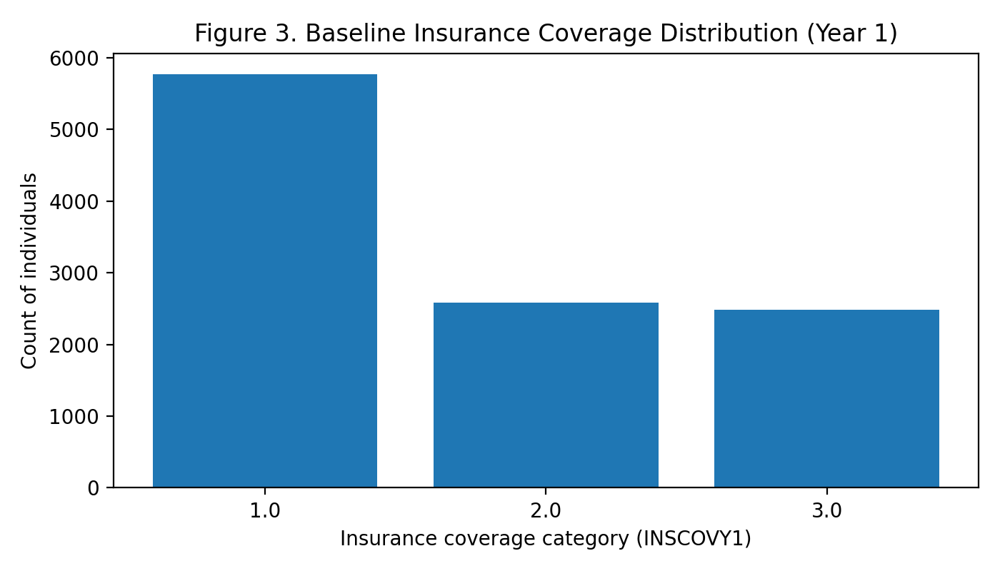 Figure 3. Baseline Insurance Coverage Distribution (Year 1)
6000
5000
4000
3000
2000
1000
0
Count of individuals
1.0 2.0 3.0
Insurance coverage category (INSCOVY1)